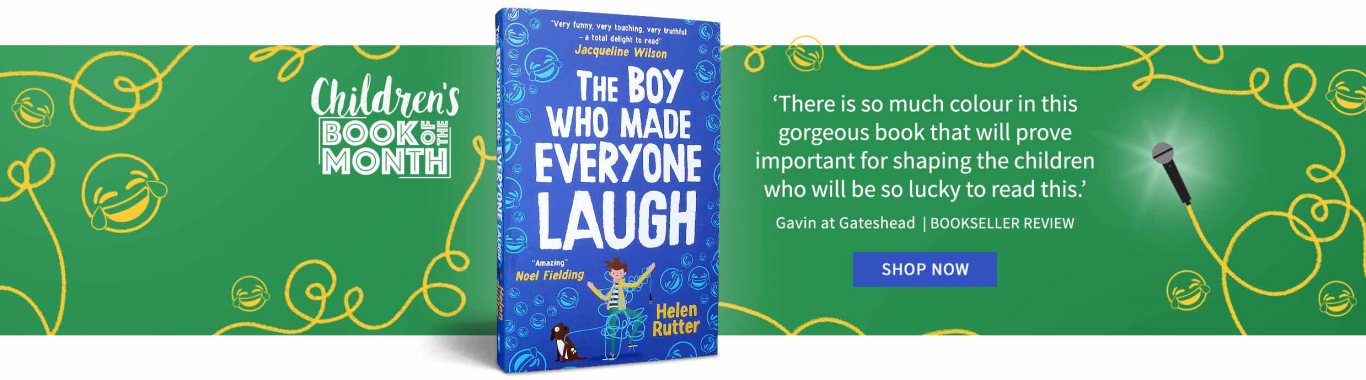 Children's
BOOK OF THE
MONTH
THE BOY WHO MADE EVERYONE LAUGH
"Very funny, very touching, very truthful
– a total delight to read"
Jacqueline Wilson
THE BOY
WHO MADE
EVERYONE
LAUGH
"Amazing"
Noel Fielding
Helen
Rutter
‘There is so much colour in this
gorgeous book that will prove
important for shaping the children
who will be so lucky to read this.’
Gavin at Gateshead | BOOKSELLER REVIEW
SHOP NOW